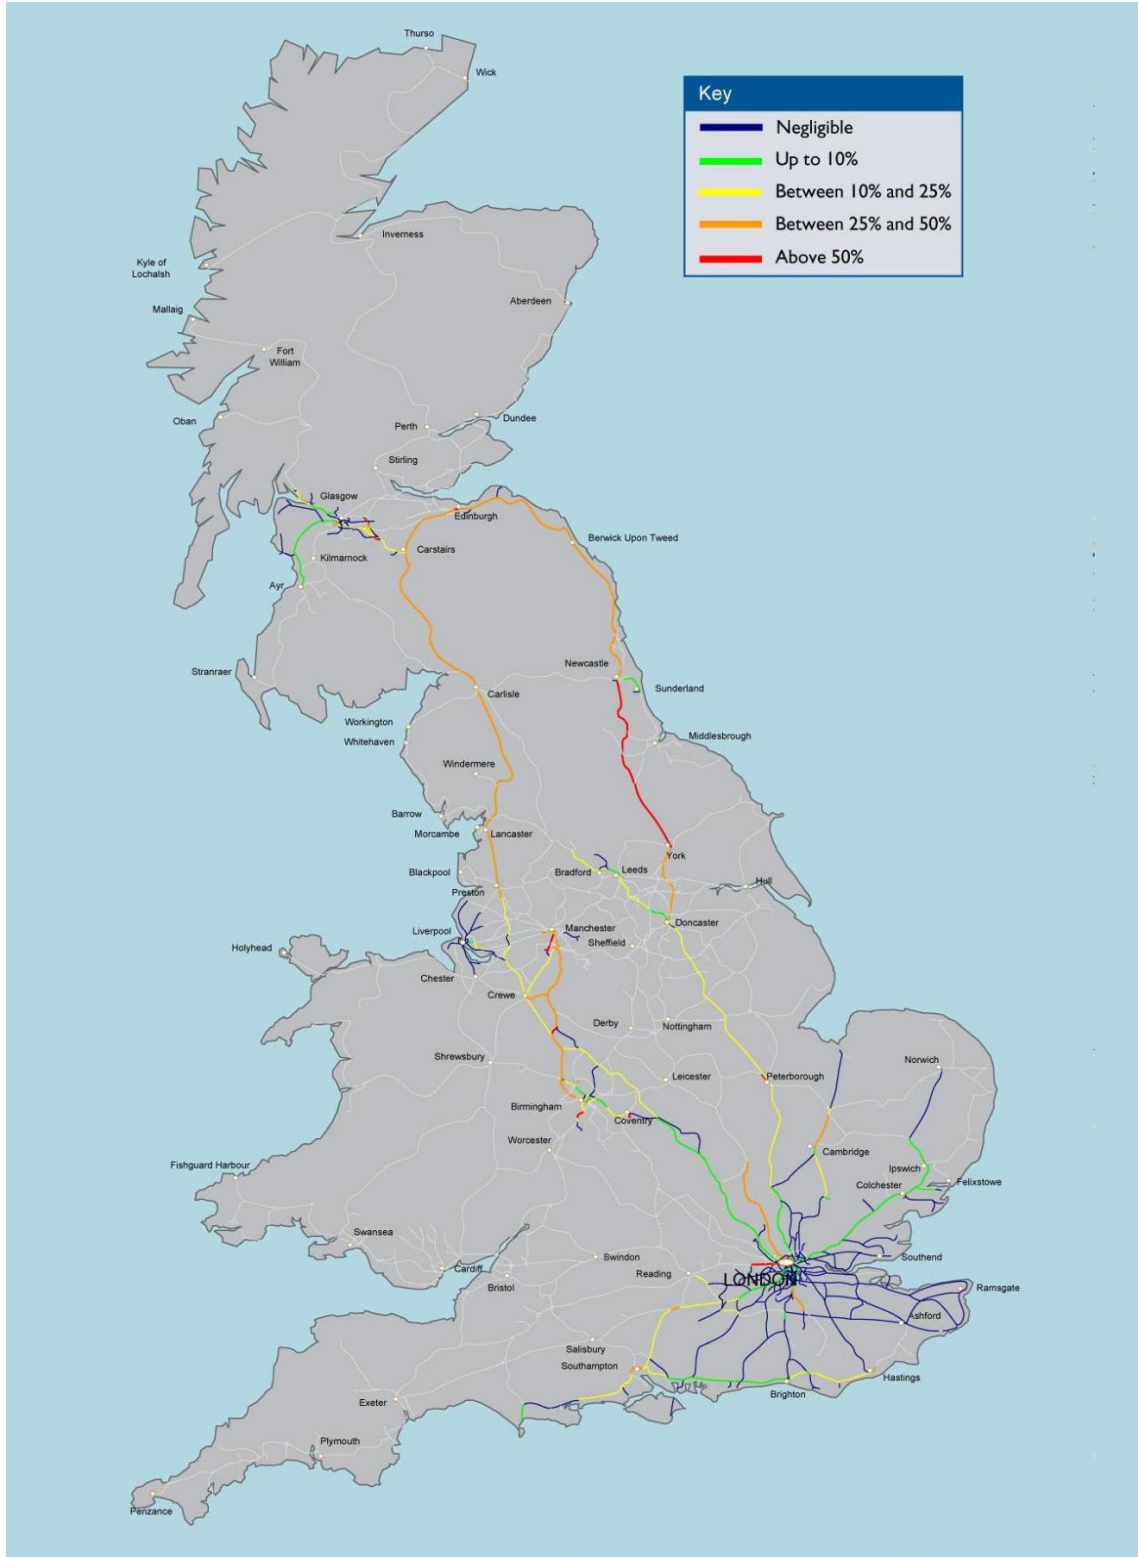 Thurso
Wick
Key
Negligible
Up to 10%
Between 10% and 25%
Between 25% and 50%
Above 50%
Inverness
Kyle of
Lochalsh
Aberdeen
Mallaig
Fort
William
Oban
Dundee
Perth
Stirling
Glasgow
Edinburgh
Berwick Upon Tweed
Carstairs
Kilmarnock
Ayr
Newcastle
Stranraer
Sunderland
Carlisle
Workington
Whitehaven
Middlesbrough
Windermere
Barrow
Morcambe
Lancaster
York
Blackpool
Bradford
Leeds
Hull
Preston
Doncaster
Liverpool
Manchester
Sheffield
Holyhead
Chester
Crewe
Derby
Nottingham
Shrewsbury
Norwich
Leicester
Peterborough
Birmingham
Coventry
Worcester
Cambridge
Fishguard Harbour
Ipswich
Felixstowe
Colchester
Swansea
Swindon
Southend
Cardiff
Reading
LONDON
Bristol
Ramsgate
Ashford
Salisbury
Southampton
Hastings
Brighton
Exeter
Plymouth
Penzance